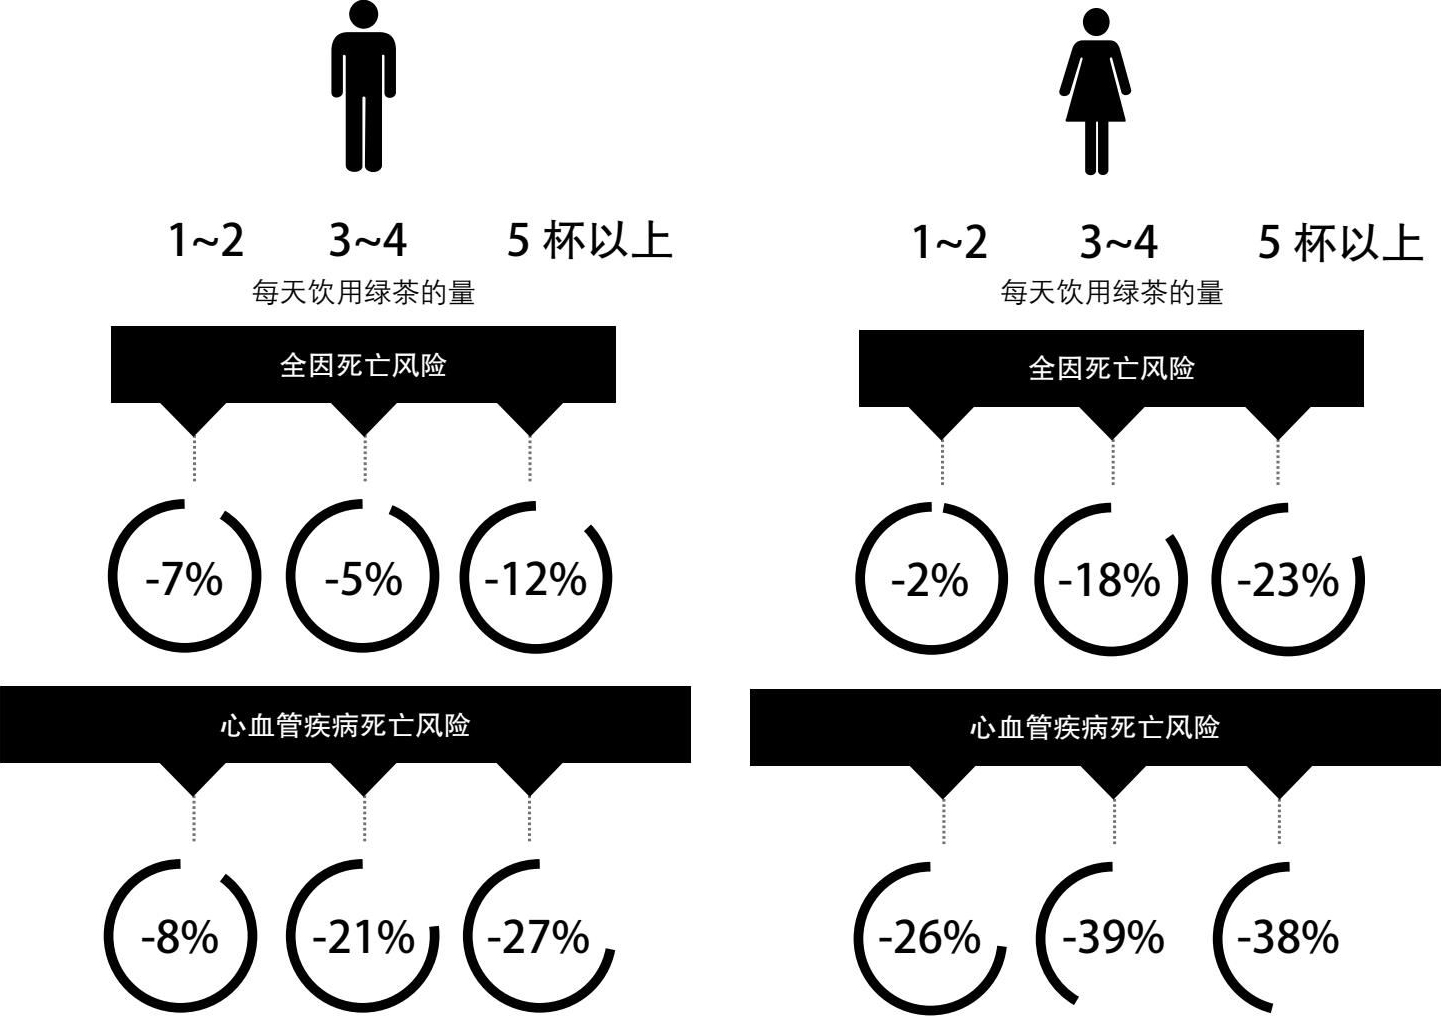 1~2 3~4 5 杯以上
每天饮用绿茶的量
全因死亡风险
-7% -5% -12%
心血管疾病死亡风险
-8% -21% -27%
1~2 3~4 5 杯以上
每天饮用绿茶的量
全因死亡风险
-2% -18% -23%
心血管疾病死亡风险
-26% -39% -38%